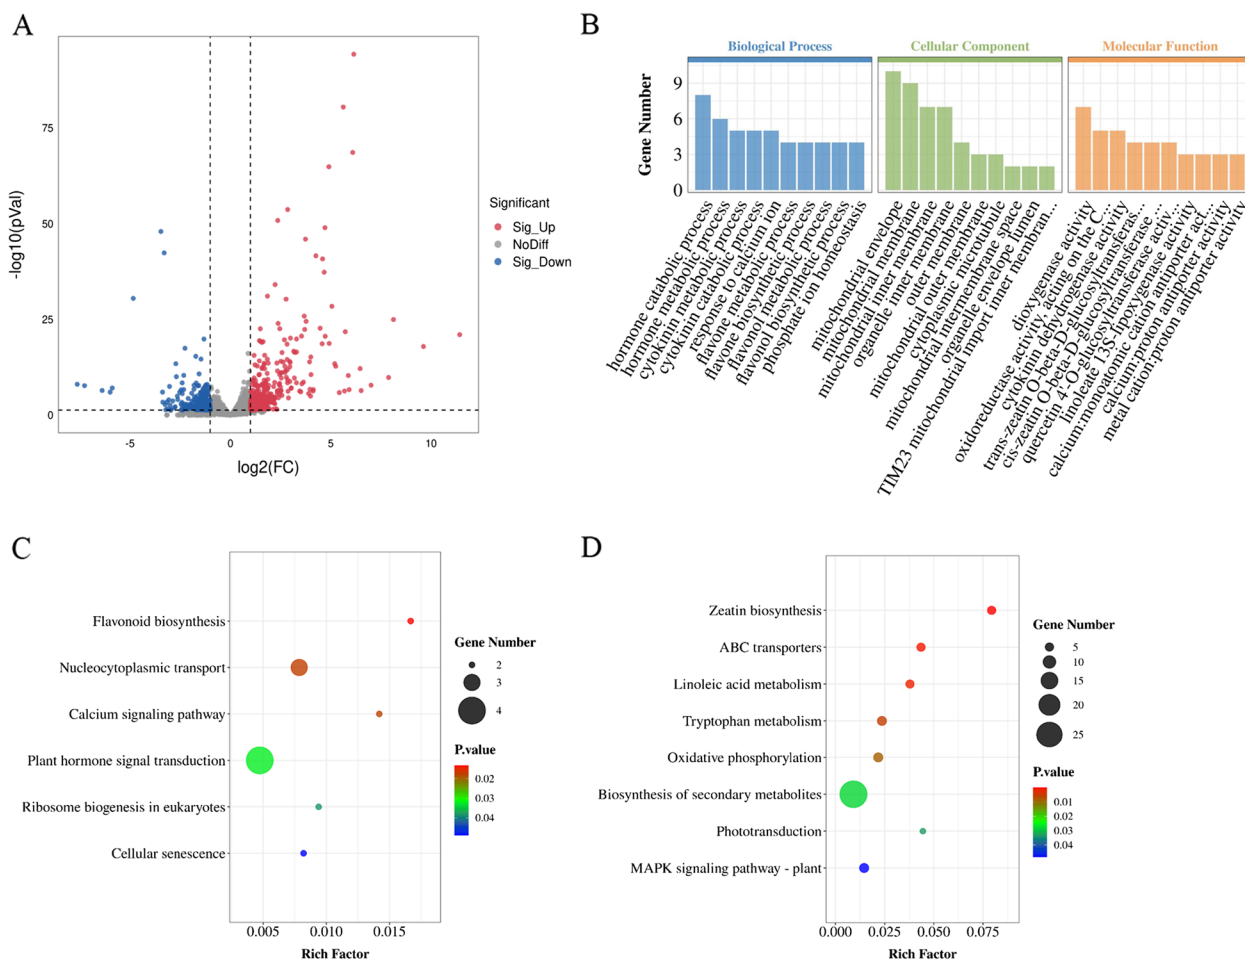 A
75
50
25
0
-log10(pVal)
-5
0
5
10
log2(FC)
Significant
Sig_Up
NoDiff
Sig_Down
B
Biological Process
Cellular Component
Molecular Function
Gene Number
9
6
3
0
hormone catabolic process
hormone metabolic process
cytokinin metabolic process
cytokinin catabolic process
response to calcium ion
flavone metabolic process
flavone biosynthetic process
flavonol metabolic process
flavonol biosynthetic process
phosphate ion homeostasis
mitochondrial envelope
mitochondrial membrane
mitochondrial inner membrane
organelle inner membrane
outer membrane
mitochondrial outer membrane
cytoplasmic microtubule
mitochondrial intermembrane space
organelle envelope lumen
TIM23 mitochondrial import inner membran...
dioxygenase activity
oxidoreductase activity, acting on the C...
cytokinin dehydrogenase activity
trans-zeatin O-beta-D-glucosyltransferas...
cis-zeatin O-beta-D-glucosyltransferase ...
quercetin 4'-O-glucosyltransferase activ...
linoleate 13S-lipoxygenase activity
calcium:monoatomic cation antiporter act...
calcium:proton antiporter activity
metal cation:proton antiporter activity
C
Flavonoid biosynthesis
Nucleocytoplasmic transport
Calcium signaling pathway
Plant hormone signal transduction
Ribosome biogenesis in eukaryotes
Cellular senescence
0.005
0.010
0.015
Rich Factor
Gene Number
2
3
4
P.value
0.02
0.03
0.04
D
Zeatin biosynthesis
ABC transporters
Linoleic acid metabolism
Tryptophan metabolism
Oxidative phosphorylation
Biosynthesis of secondary metabolites
Phototransduction
MAPK signaling pathway - plant
0.000
0.025
0.050
0.075
Rich Factor
Gene Number
5
10
15
20
25
P.value
0.01
0.02
0.03
0.04